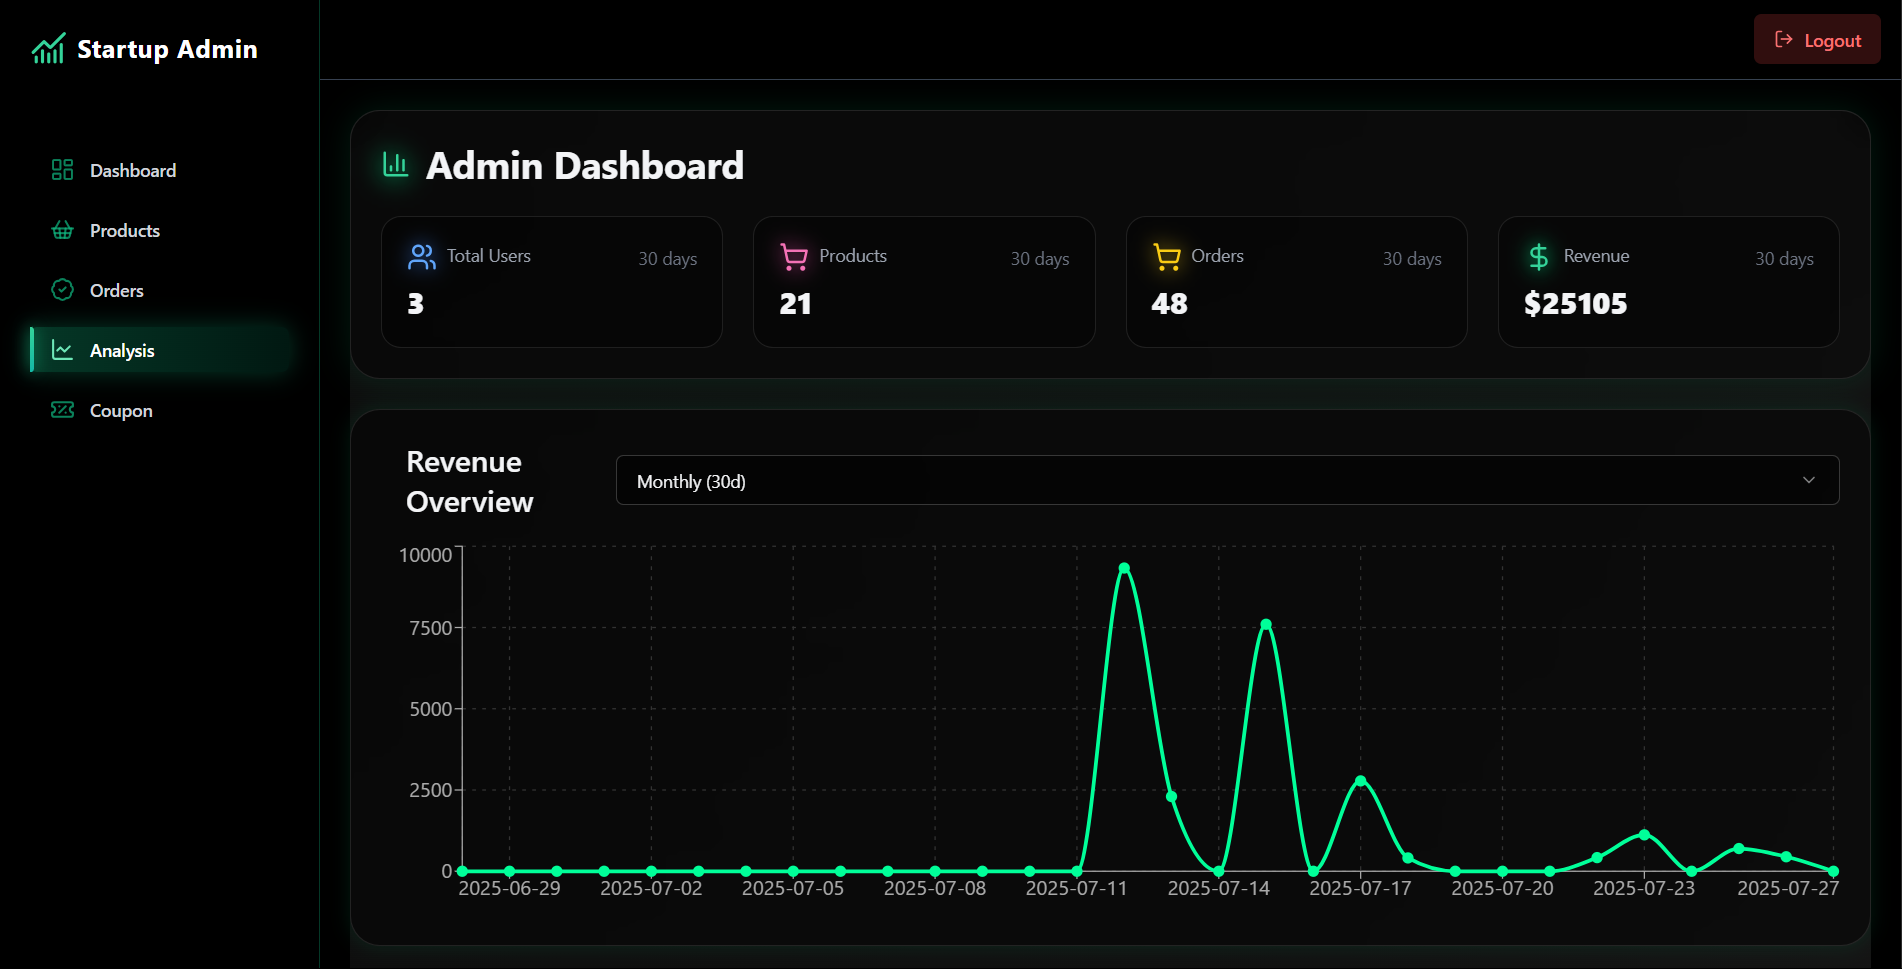 Startup Admin
Logout
Dashboard
Products
Orders
Analysis
Coupon
Admin Dashboard
Total Users 30 days
3
Products 30 days
21
Orders 30 days
48
Revenue 30 days
$25105
Revenue
Overview
Monthly (30d)
10000
7500
5000
2500
0
2025-06-29 2025-07-02 2025-07-05 2025-07-08 2025-07-11 2025-07-14 2025-07-17 2025-07-20 2025-07-23 2025-07-27